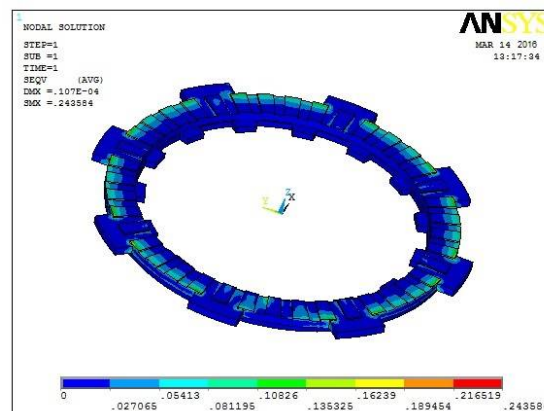 1
NODAL SOLUTION
STEP=1
SUB =1
TIME=1
SEQV (AVG)
DMX =.107E-04
SMX =.243584
ANSYS
MAR 14 2016
13:17:34
Y Z X
0 .05413 .10826 .16239 .216519
.027065 .081195 .135325 .189454 .24358